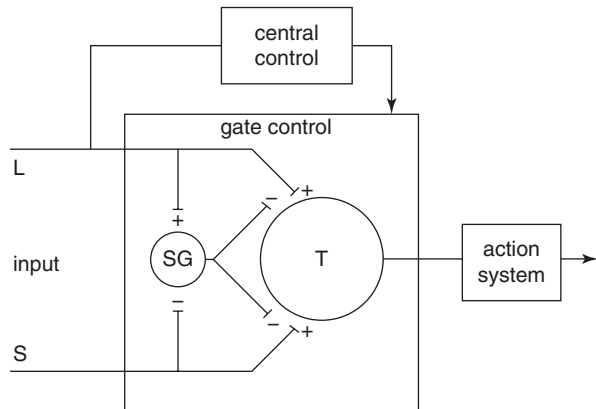 central
control
gate control
L
+
−
+
SG
T
input
action
system
−
−
+
S